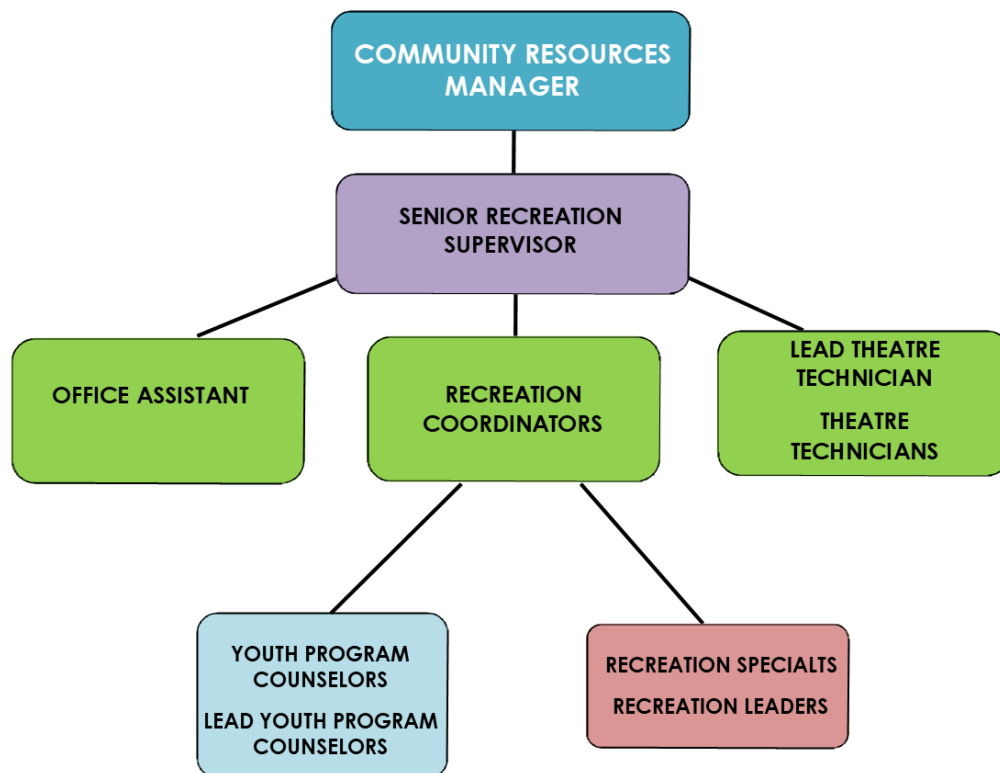 COMMUNITY RESOURCES
MANAGER
SENIOR RECREATION
SUPERVISOR
OFFICE ASSISTANT
RECREATION
COORDINATORS
LEAD THEATRE
TECHNICIAN
THEATRE
TECHNICIANS
YOUTH PROGRAM
COUNSELORS
LEAD YOUTH PROGRAM
COUNSELORS
RECREATION SPECIALTS
RECREATION LEADERS